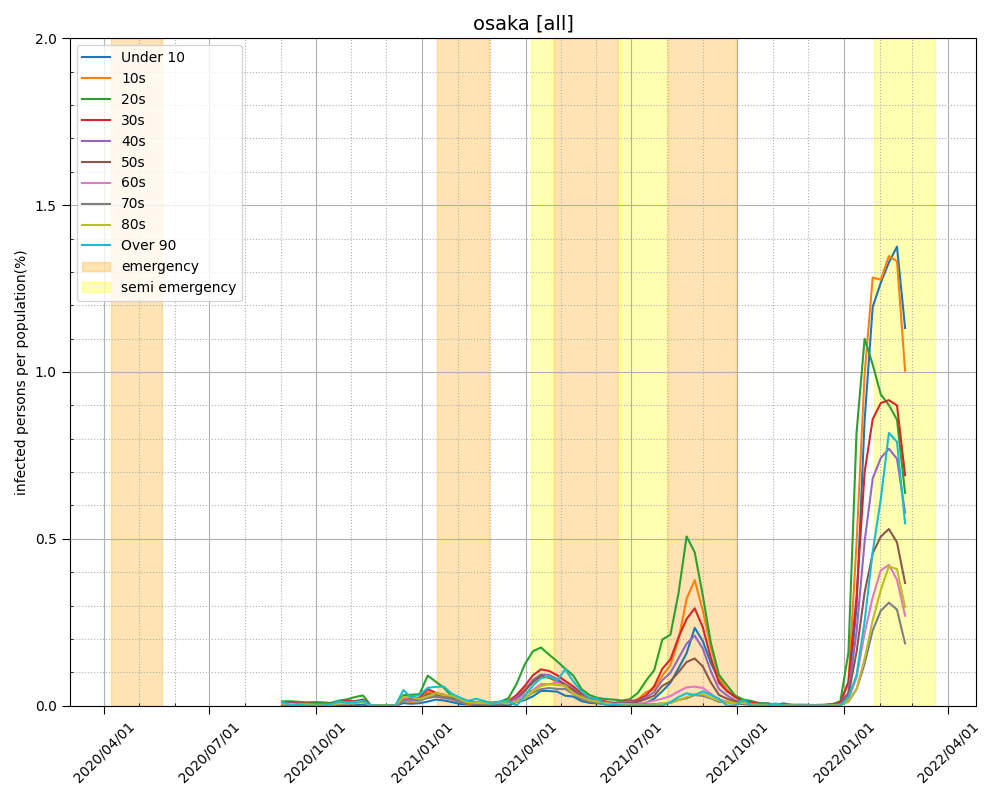 osaka [all]
Under 10
10s
20s
30s
40s
50s
60s
70s
80s
Over 90
emergency
semi emergency
infected persons per population(%)
2.0
1.5
1.0
0.5
0.0
2020/04/01
2020/07/01
2020/10/01
2021/01/01
2021/04/01
2021/07/01
2021/10/01
2022/01/01
2022/04/01